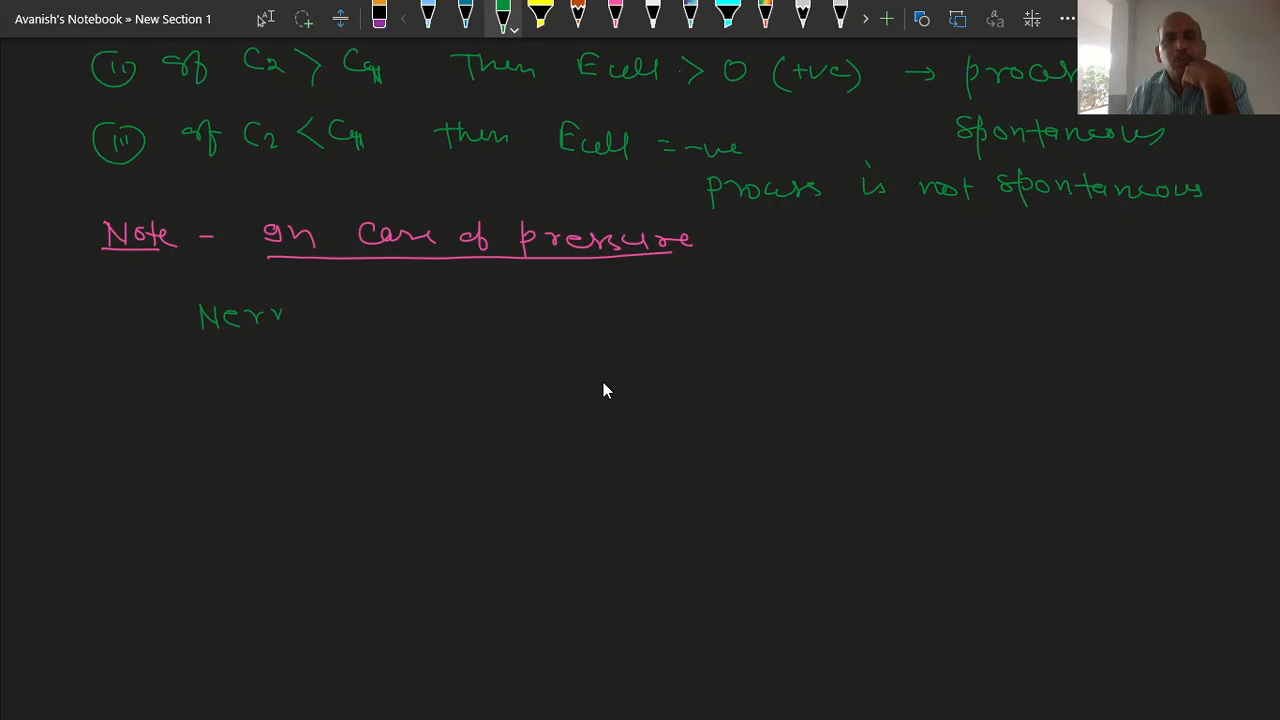 Avanish's Notebook » New Section 1
(ii) If C2 > C1 Then Ecell > 0 (+ve) → process
spontaneous
(iii) If C2 < C1 then Ecell = -ve
process is not spontaneous
Note - In Case of pressure
Nern